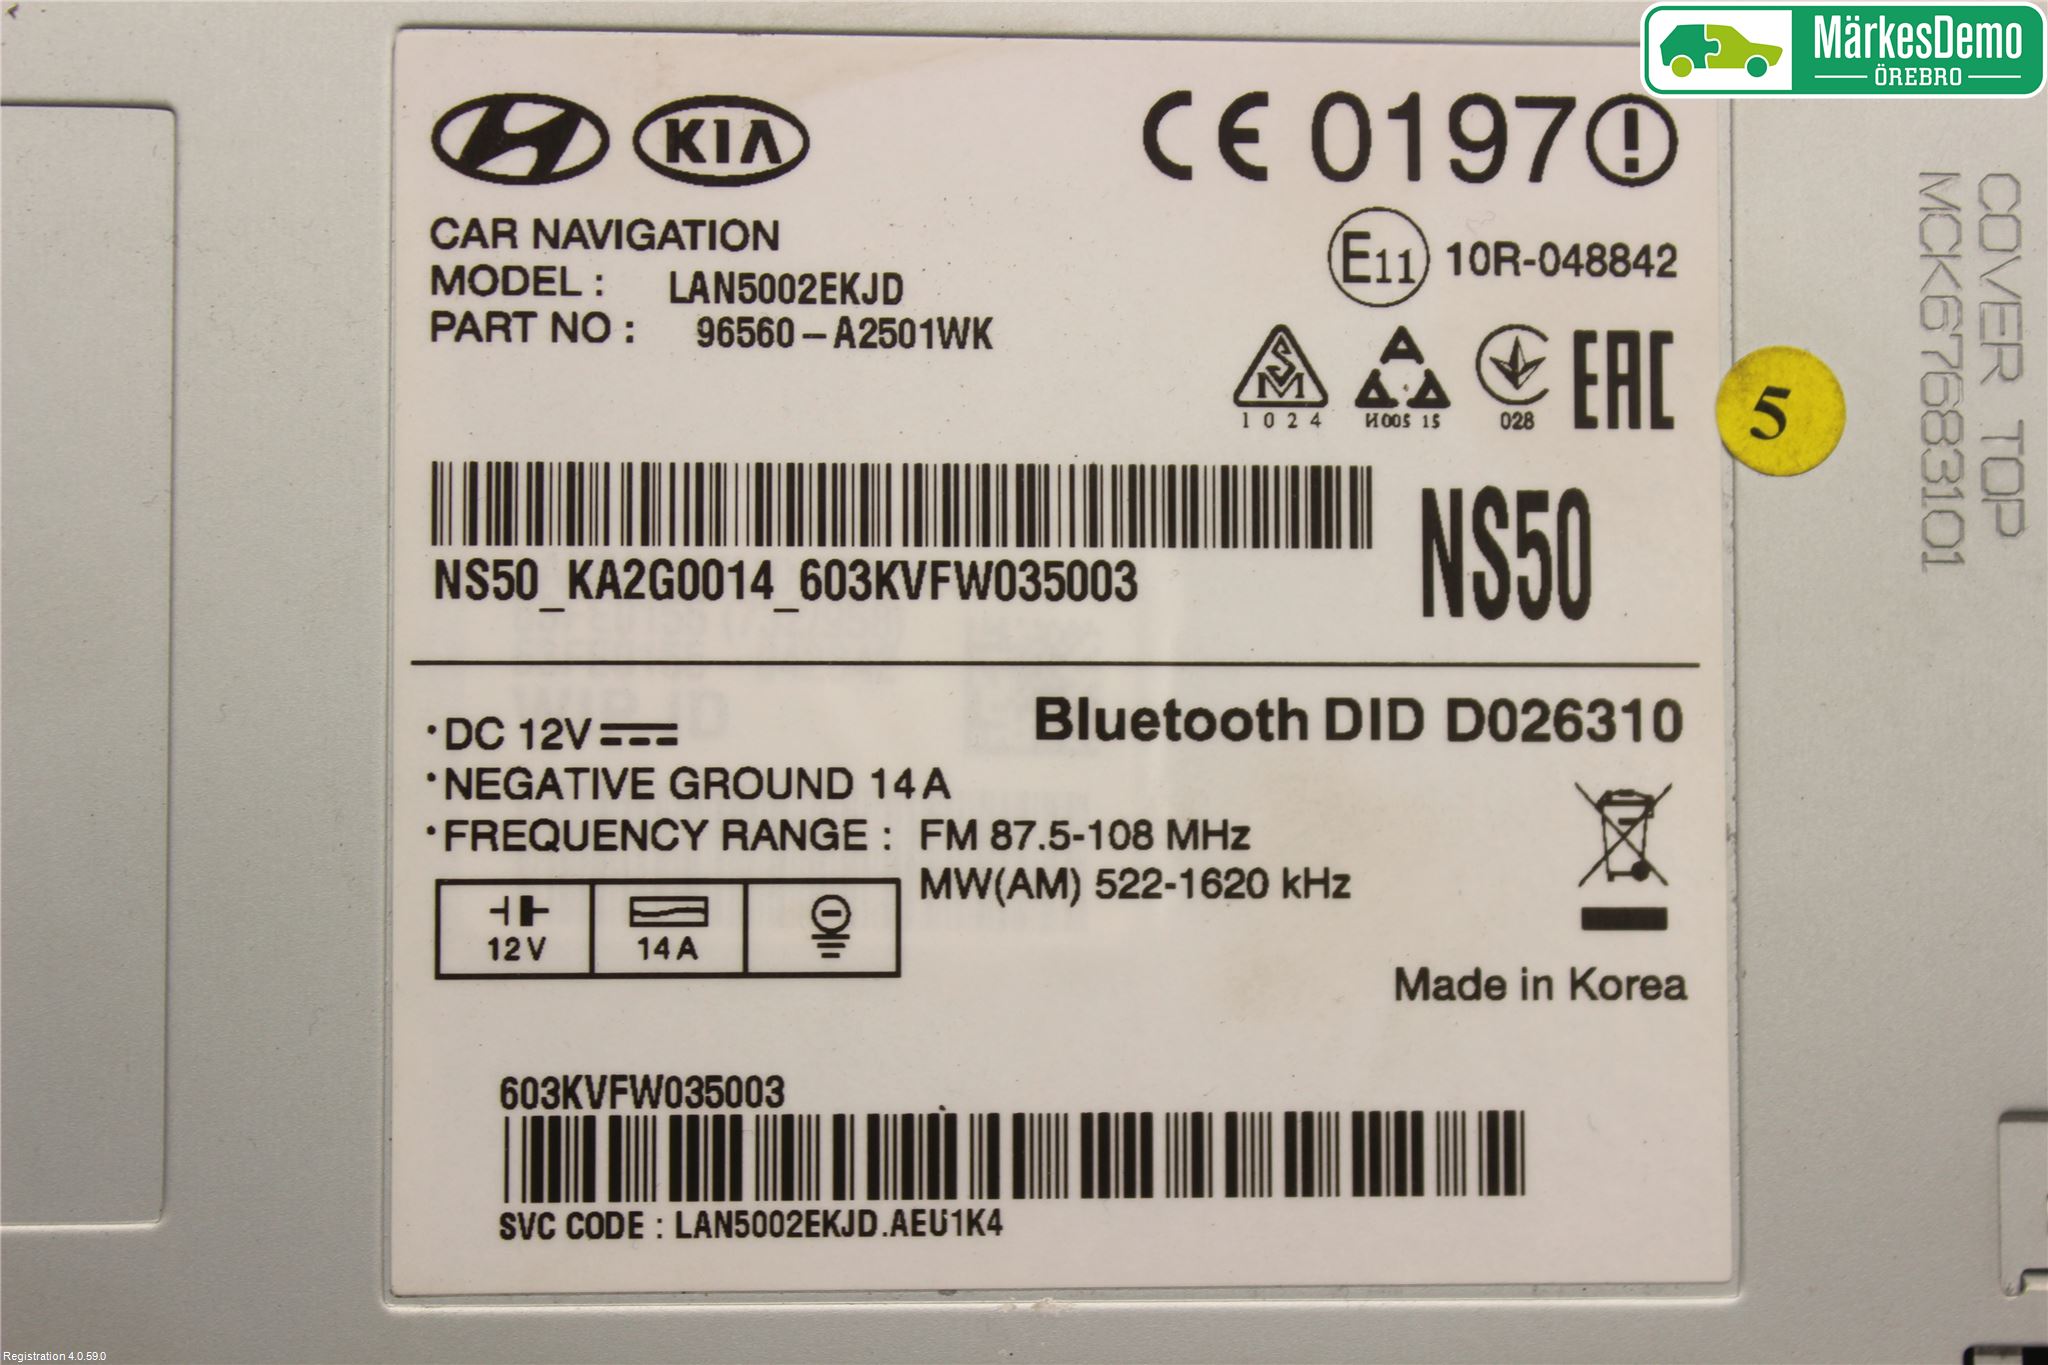 MärkesDemo
ÖREBRO
KIA
CE 0197
CAR NAVIGATION
MODEL : LAN5002EKJD
PART NO : 96560-A2501WK
E11 10R-048842
SM
1024
028
EAC
5
COVER TOP
MCK67683101
NS50_KA2G0014_603KVFW035003
NS50
Bluetooth DID D026310
·DC 12V
·NEGATIVE GROUND 14A
·FREQUENCY RANGE : FM 87.5-108 MHz
MW(AM) 522-1620 kHz
12V 14A
Made in Korea
603KVFW035003
SVC CODE : LAN5002EKJD.AEU1K4
Registration 4.0.59.0